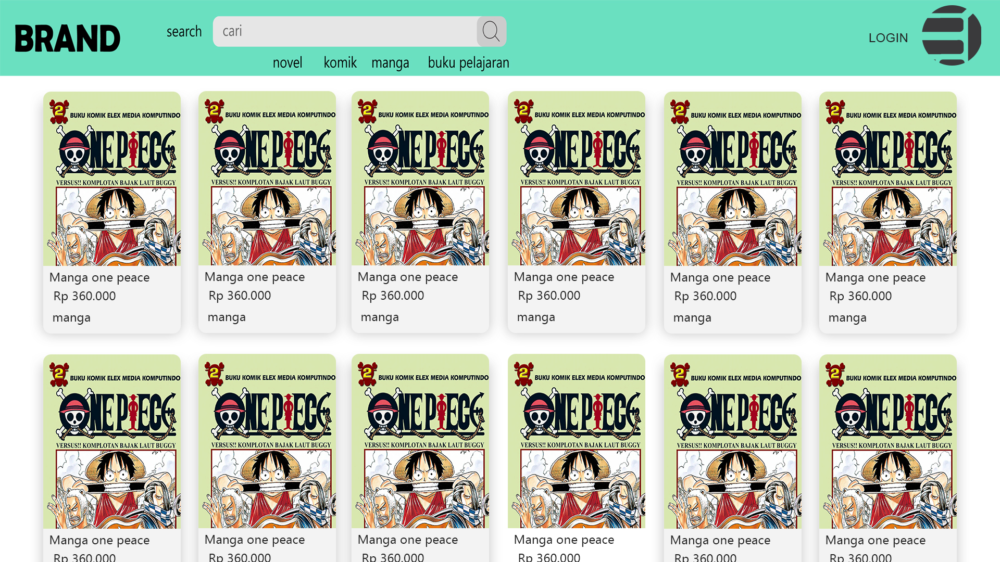 BRAND
search
cari
LOGIN
novel komik manga buku pelajaran
2 BUKU KOMIK ELEX MEDIA KOMPUTINDO
ONE PIECE
VERSUS!! KOMPLOTAN BAJAK LAUT BUGGY
Manga one peace
Rp 360.000
manga
2 BUKU KOMIK ELEX MEDIA KOMPUTINDO
ONE PIECE
VERSUS!! KOMPLOTAN BAJAK LAUT BUGGY
Manga one peace
Rp 360.000
manga
2 BUKU KOMIK ELEX MEDIA KOMPUTINDO
ONE PIECE
VERSUS!! KOMPLOTAN BAJAK LAUT BUGGY
Manga one peace
Rp 360.000
manga
2 BUKU KOMIK ELEX MEDIA KOMPUTINDO
ONE PIECE
VERSUS!! KOMPLOTAN BAJAK LAUT BUGGY
Manga one peace
Rp 360.000
manga
2 BUKU KOMIK ELEX MEDIA KOMPUTINDO
ONE PIECE
VERSUS!! KOMPLOTAN BAJAK LAUT BUGGY
Manga one peace
Rp 360.000
manga
2 BUKU KOMIK ELEX MEDIA KOMPUTINDO
ONE PIECE
VERSUS!! KOMPLOTAN BAJAK LAUT BUGGY
Manga one peace
Rp 360.000
manga
2 BUKU KOMIK ELEX MEDIA KOMPUTINDO
ONE PIECE
VERSUS!! KOMPLOTAN BAJAK LAUT BUGGY
Manga one peace
Rp 360.000
2 BUKU KOMIK ELEX MEDIA KOMPUTINDO
ONE PIECE
VERSUS!! KOMPLOTAN BAJAK LAUT BUGGY
Manga one peace
Rp 360.000
2 BUKU KOMIK ELEX MEDIA KOMPUTINDO
ONE PIECE
VERSUS!! KOMPLOTAN BAJAK LAUT BUGGY
Manga one peace
Rp 360.000
2 BUKU KOMIK ELEX MEDIA KOMPUTINDO
ONE PIECE
VERSUS!! KOMPLOTAN BAJAK LAUT BUGGY
Manga one peace
Rp 360.000
2 BUKU KOMIK ELEX MEDIA KOMPUTINDO
ONE PIECE
VERSUS!! KOMPLOTAN BAJAK LAUT BUGGY
Manga one peace
Rp 360.000
2 BUKU KOMIK ELEX MEDIA KOMPUTINDO
ONE PIECE
VERSUS!! KOMPLOTAN BAJAK LAUT BUGGY
Manga one peace
Rp 360.000